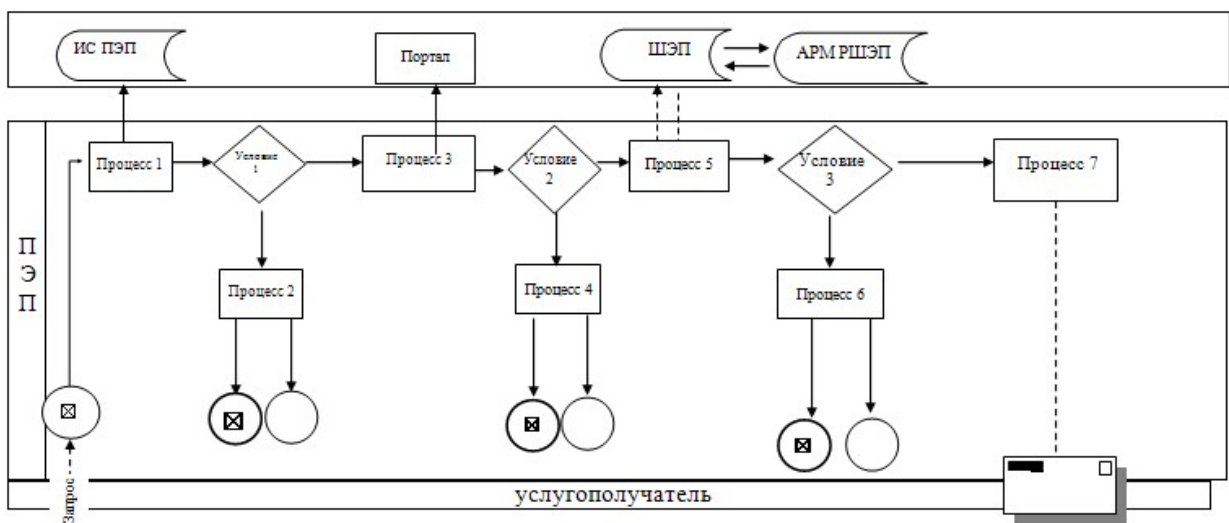 ИС ПЭП
Портал
ШЭП
АРМ РШЭП
Процесс 1
Условие
1
Процесс 3
Условие
2
Процесс 5
Условие
3
Процесс 7
П
Э
П
Процесс 2
Процесс 4
Процесс 6
Запрос
услугополучатель